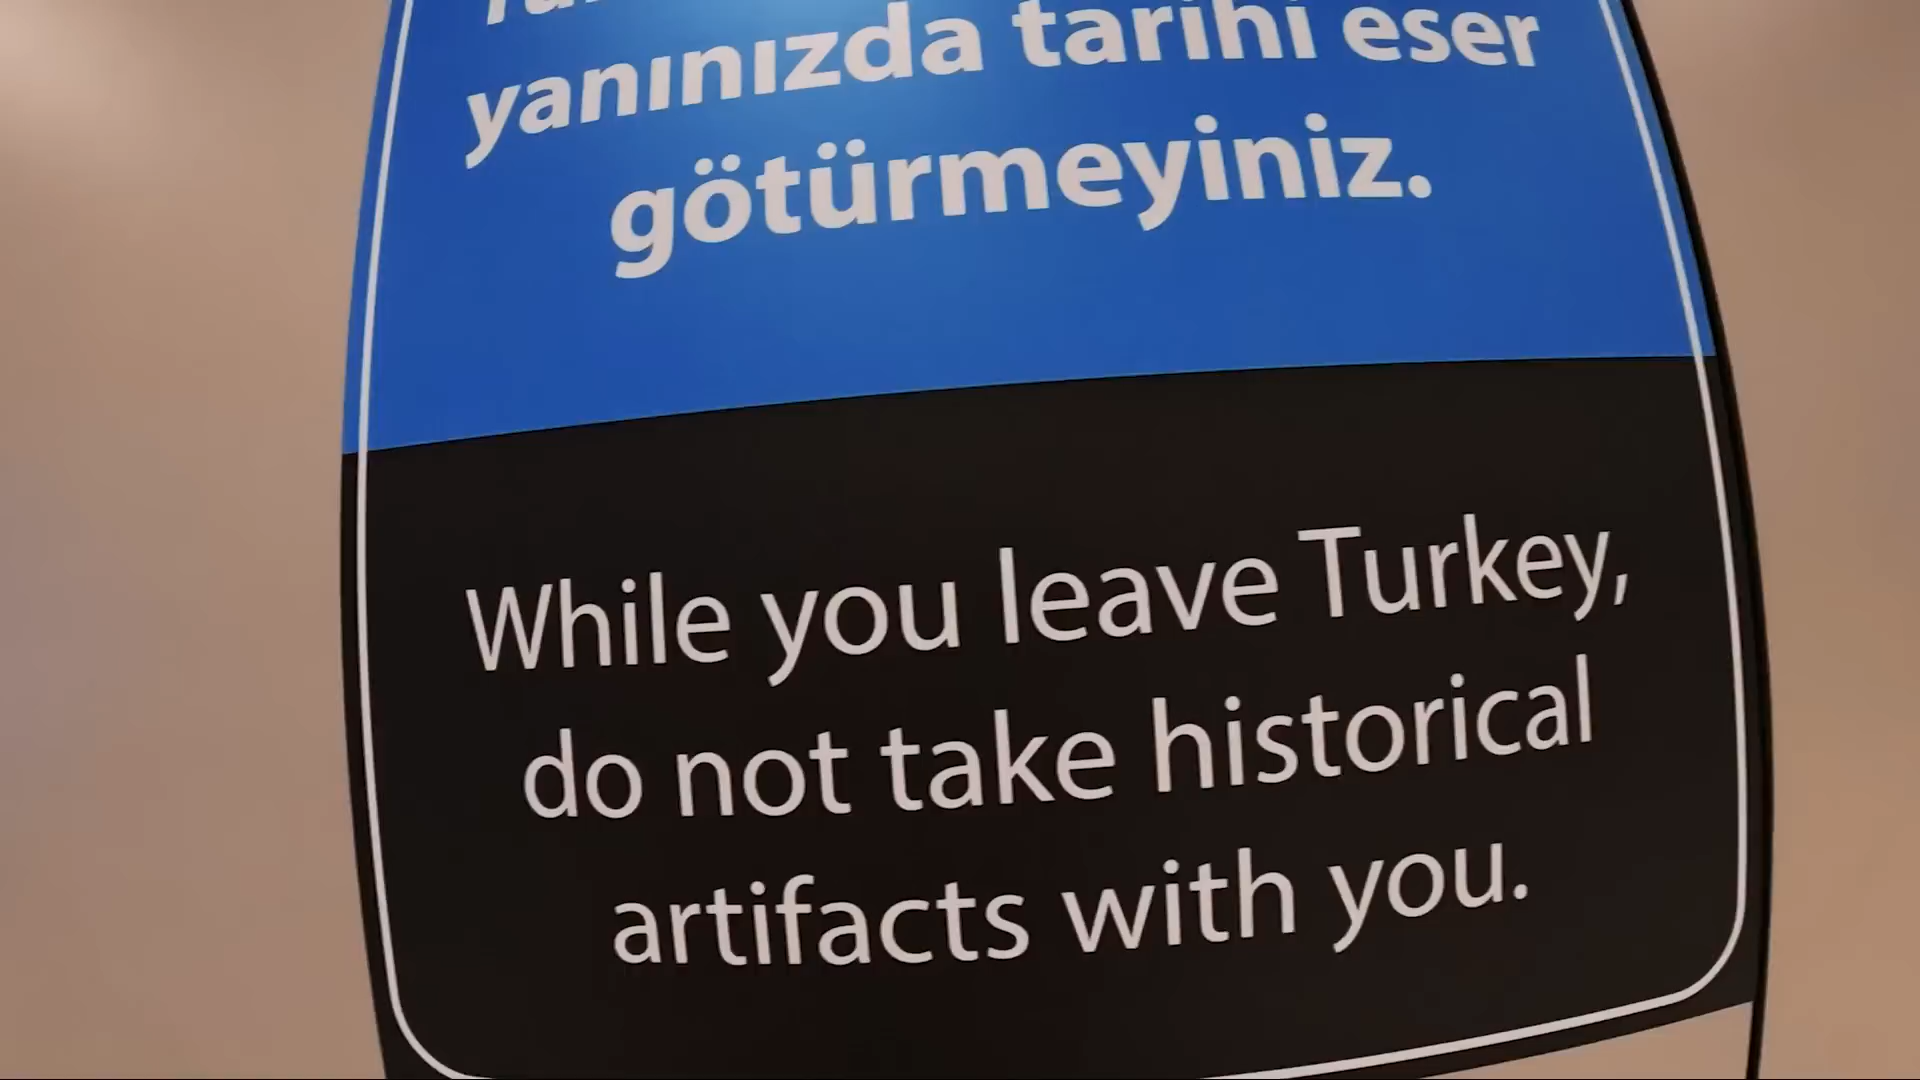 yanınızda tarihi eser
götürmeyiniz.
While you leave Turkey,
do not take historical
artifacts with you.